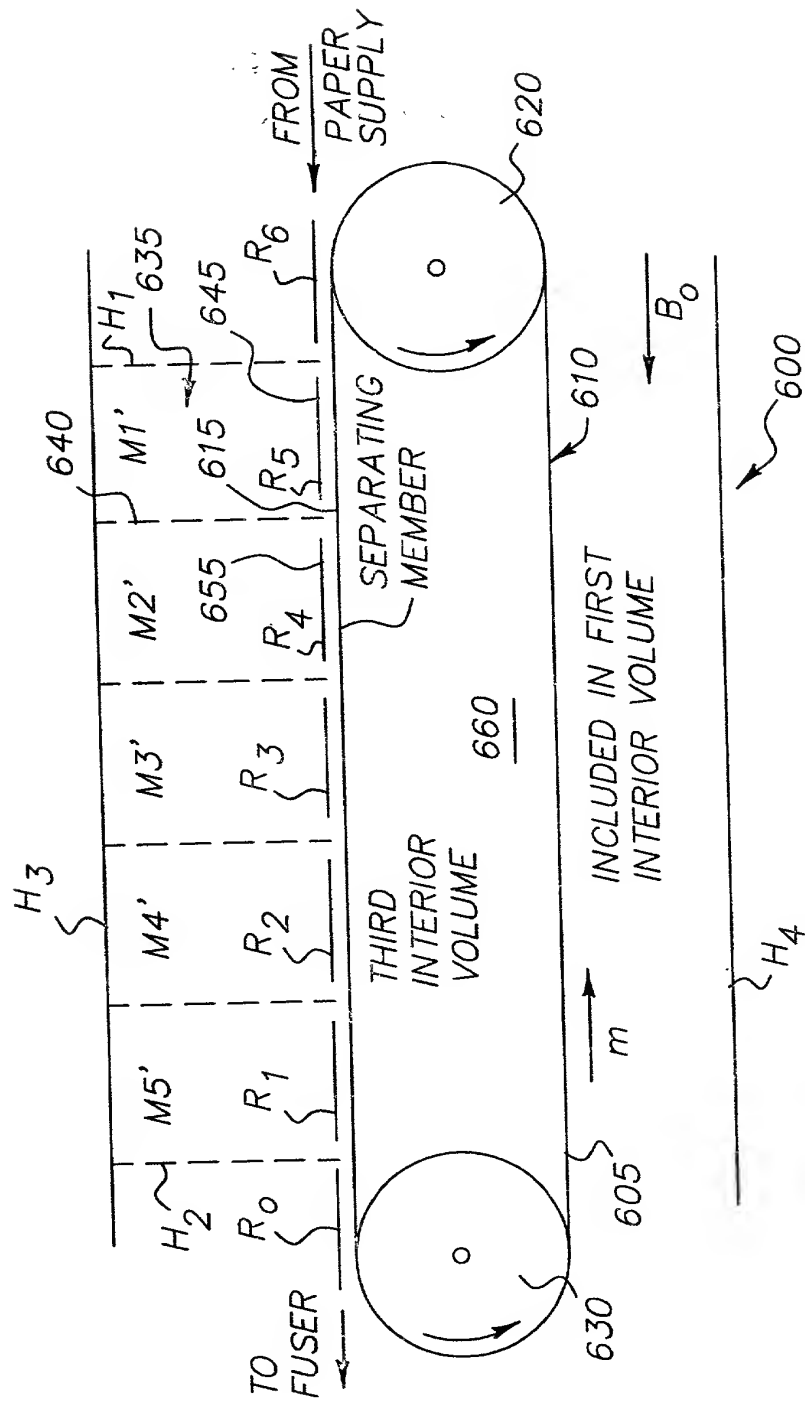 H3
M5'
M4'
M3'
M2'
M1'
640
H1
635
H2
615
645
655
TO
FUSER
R0
R1
R2
R3
R4
R5
R6
FROM
PAPER
SUPPLY
SEPARATING
MEMBER
THIRD
INTERIOR
VOLUME
660
620
630
605
m
610
INCLUDED IN FIRST
INTERIOR VOLUME
B0
H4
600